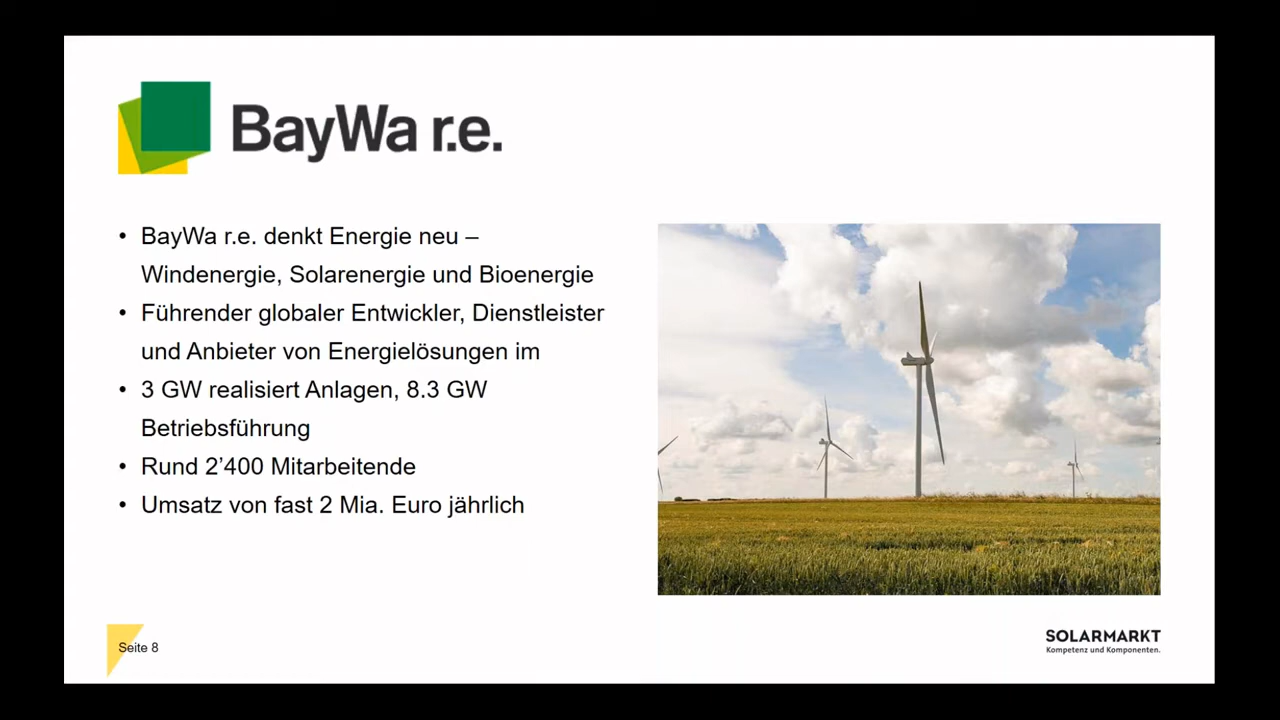 BayWa r.e.
• BayWa r.e. denkt Energie neu –
Windenergie, Solarenergie und Bioenergie
• Führender globaler Entwickler, Dienstleister
und Anbieter von Energielösungen im
• 3 GW realisiert Anlagen, 8.3 GW
Betriebsführung
• Rund 2’400 Mitarbeitende
• Umsatz von fast 2 Mia. Euro jährlich
Seite 8
SOLARMARKT
Kompetenz und Komponenten.